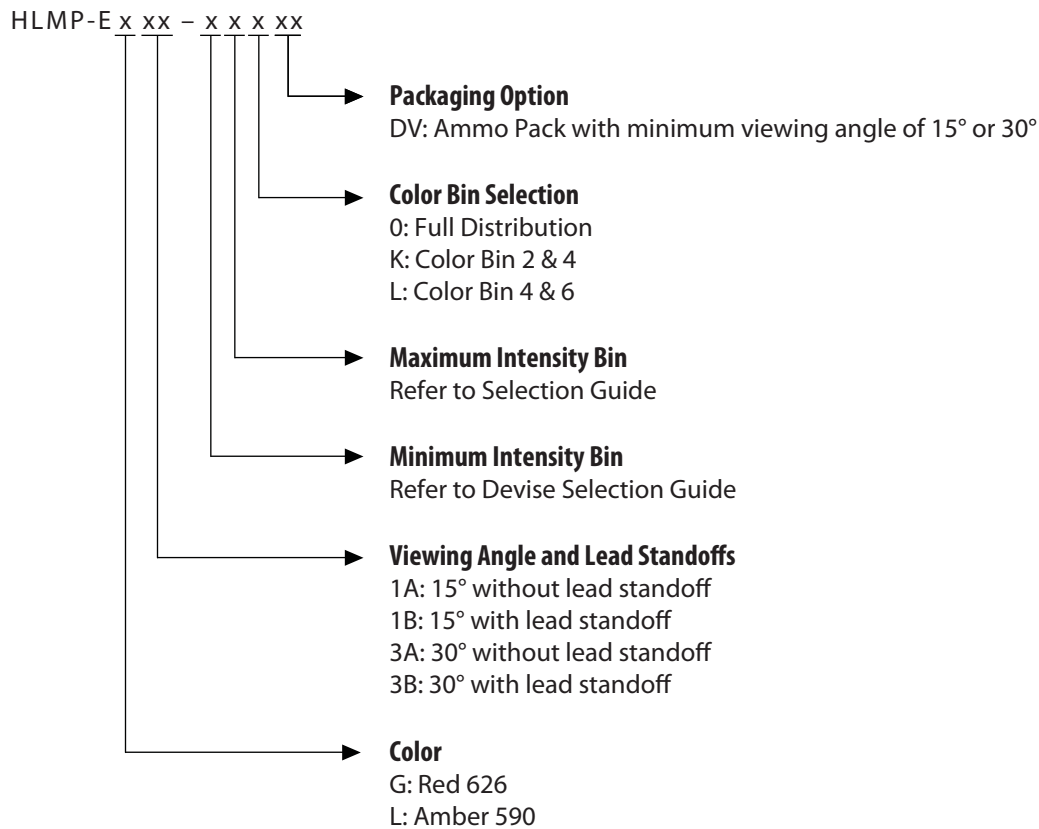 HLMP-E x xx – x x x xx
Packaging Option
DV: Ammo Pack with minimum viewing angle of 15° or 30°
Color Bin Selection
0: Full Distribution
K: Color Bin 2 & 4
L: Color Bin 4 & 6
Maximum Intensity Bin
Refer to Selection Guide
Minimum Intensity Bin
Refer to Devise Selection Guide
Viewing Angle and Lead Standoffs
1A: 15° without lead standoff
1B: 15° with lead standoff
3A: 30° without lead standoff
3B: 30° with lead standoff
Color
G: Red 626
L: Amber 590